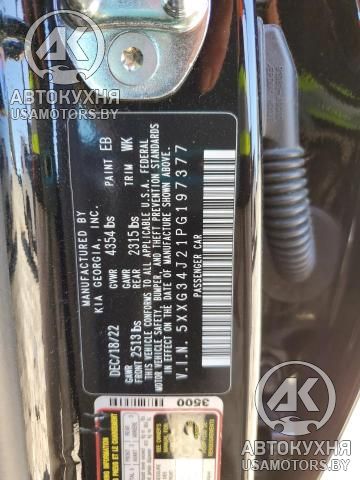 АВТОКУХНЯ
USAMOTORS.BY
MANUFACTURED BY
KIA GEORGIA, INC.
DEC/18/22 GVWR 4354 lbs PAINT EB
GAWR FRONT 2513 lbs GAWR REAR 2315 lbs TRIM WK
THIS VEHICLE CONFORMS TO ALL APPLICABLE U.S.A. FEDERAL
MOTOR VEHICLE SAFETY, BUMPER, AND THEFT PREVENTION STANDARDS
IN EFFECT ON THE DATE OF MANUFACTURE SHOWN ABOVE.
V.I.N. 5XXG34J21PG197377
PASSENGER CAR
3500
АВТОКУХНЯ
USAMOTORS.BY